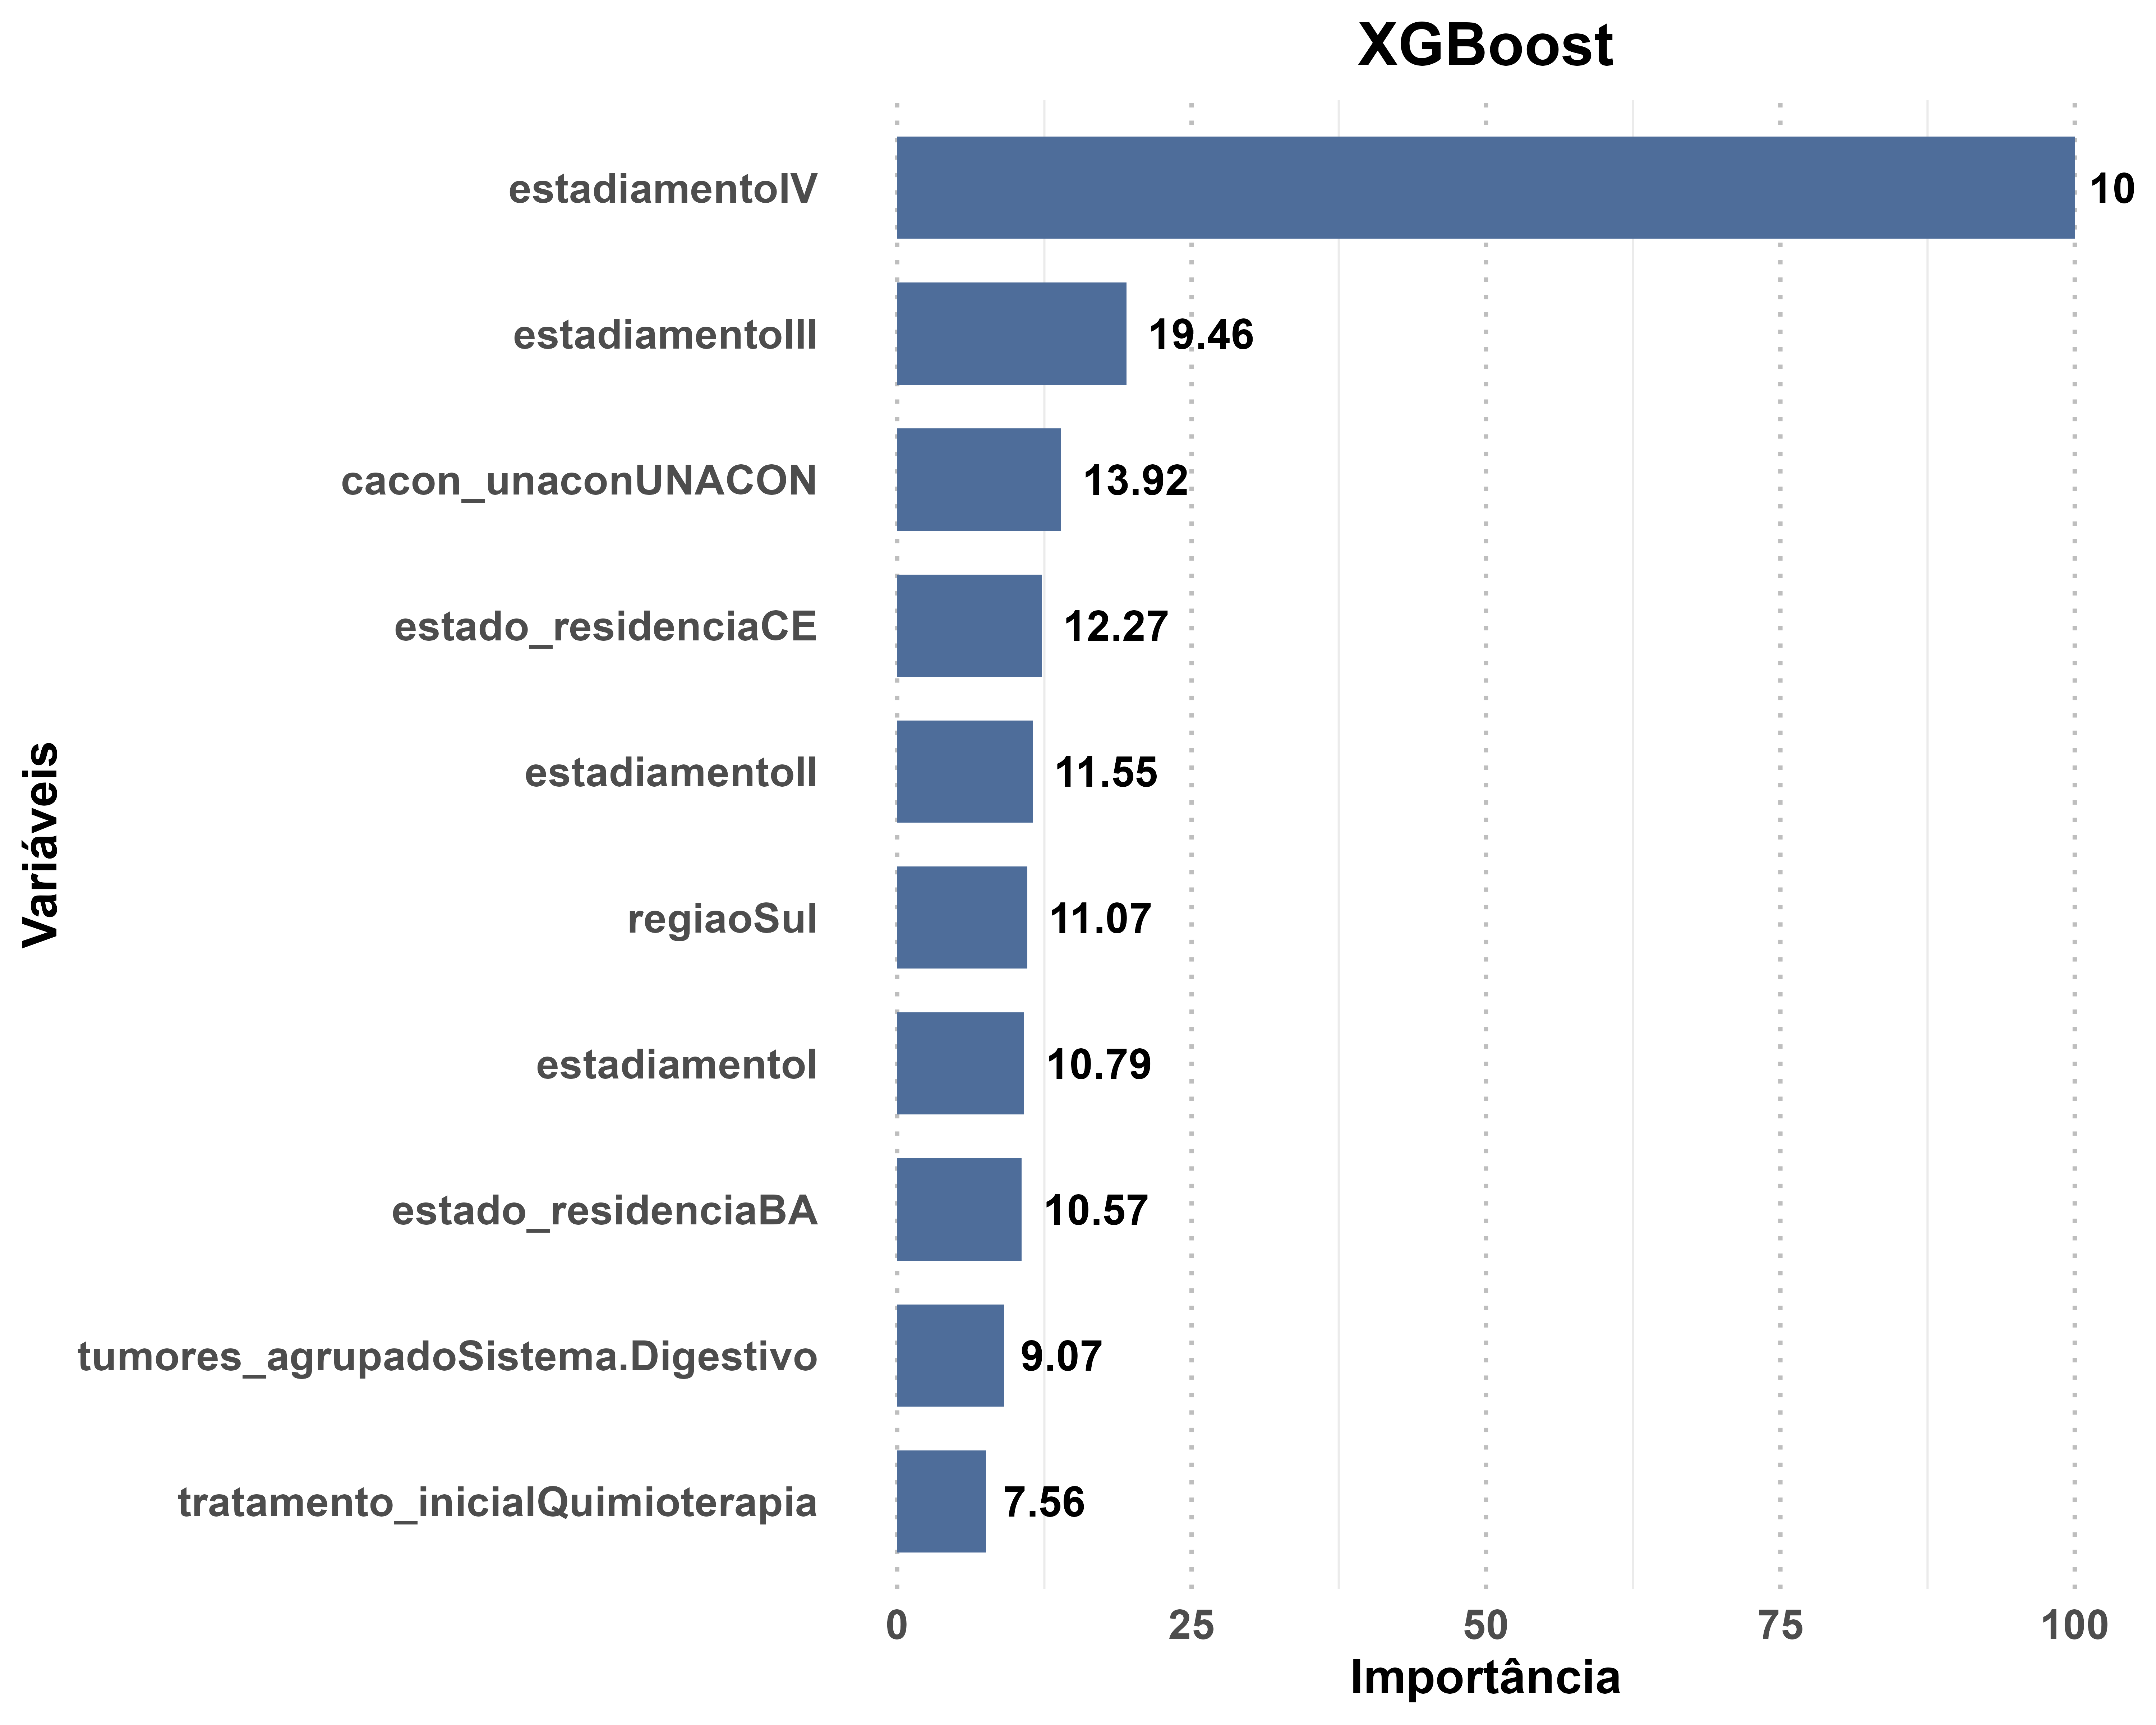 XGBoost
estadiamentoIV 10
estadiamentoIII 19.46
cacon_unaconUNACON 13.92
estado_residenciaCE 12.27
estadiamentoII 11.55
regiaoSul 11.07
estadiamentoI 10.79
estado_residenciaBA 10.57
tumores_agrupadoSistema.Digestivo 9.07
tratamento_inicialQuimioterapia 7.56
Variáveis
0 25 50 75 100
Importância